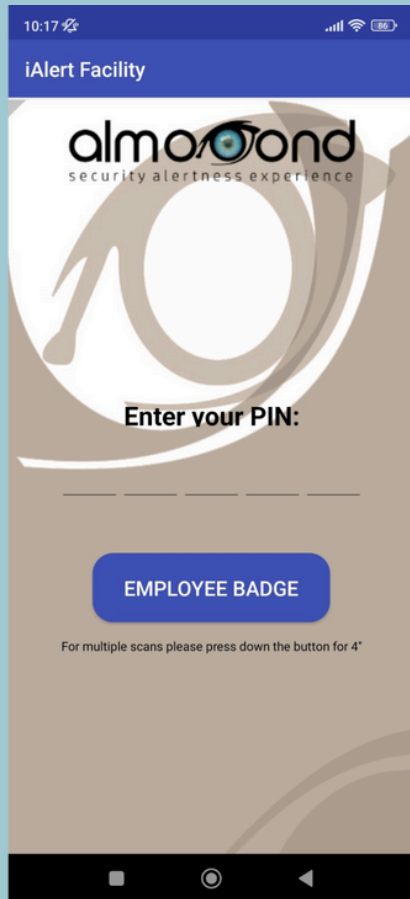 10:17
86
iAlert Facility
almond
security alertness experience
Enter your PIN:
EMPLOYEE BADGE
For multiple scans please press down the button for 4"